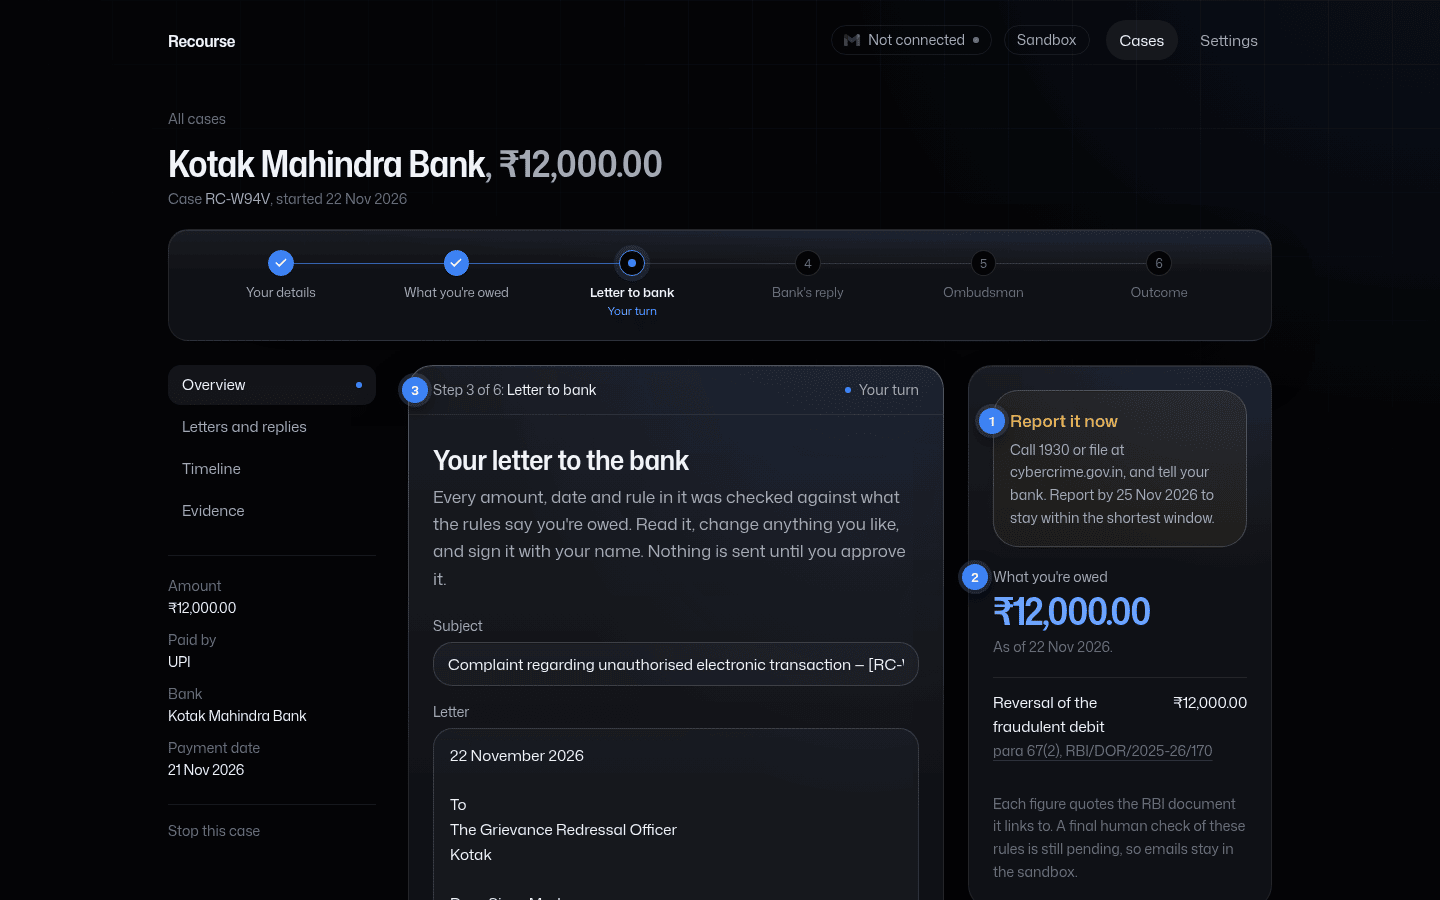 Recourse
Not connected
Sandbox
Cases
Settings
All cases
Kotak Mahindra Bank, ₹12,000.00
Case RC-W94V, started 22 Nov 2026
4
5
6
Your details
What you're owed
Letter to bank
Bank's reply
Ombudsman
Outcome
Your turn
Overview
Letters and replies
Timeline
Evidence
Amount
₹12,000.00
Paid by
UPI
Bank
Kotak Mahindra Bank
Payment date
21 Nov 2026
Stop this case
3
Step 3 of 6: Letter to bank
Your turn
Your letter to the bank
Every amount, date and rule in it was checked against what
the rules say you're owed. Read it, change anything you like,
and sign it with your name. Nothing is sent until you approve
it.
Subject
Complaint regarding unauthorised electronic transaction – [RC-
Letter
22 November 2026
To
The Grievance Redressal Officer
Kotak
1
Report it now
Call 1930 or file at
cybercrime.gov.in, and tell your
bank. Report by 25 Nov 2026 to
stay within the shortest window.
2
What you're owed
₹12,000.00
As of 22 Nov 2026.
Reversal of the
fraudulent debit
₹12,000.00
para 67(2), RBI/DOR/2025-26/170
Each figure quotes the RBI document
it links to. A final human check of these
rules is still pending, so emails stay in
the sandbox.